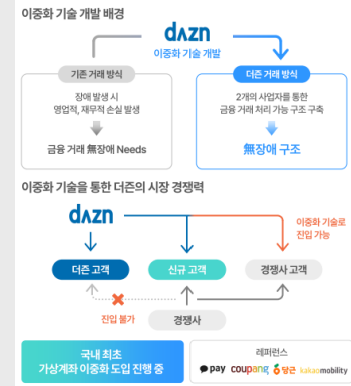 이중화 기술 개발 배경
dazn
이중화 기술 개발
기존 거래 방식
장애 발생 시
영업적, 재무적 손실 발생
금융 거래 無장애 Needs
더즌 거래 방식
2개의 사업자를 통한
금융 거래 처리 가능 구조 구축
無장애 구조
이중화 기술을 통한 더즌의 시장 경쟁력
dazn
이중화 기술로
진입 가능
더즌 고객
신규 고객
경쟁사 고객
진입 불가
경쟁사
국내 최초
가상계좌 이중화 도입 진행 중
레퍼런스
pay coupang 당근 kakaomobility